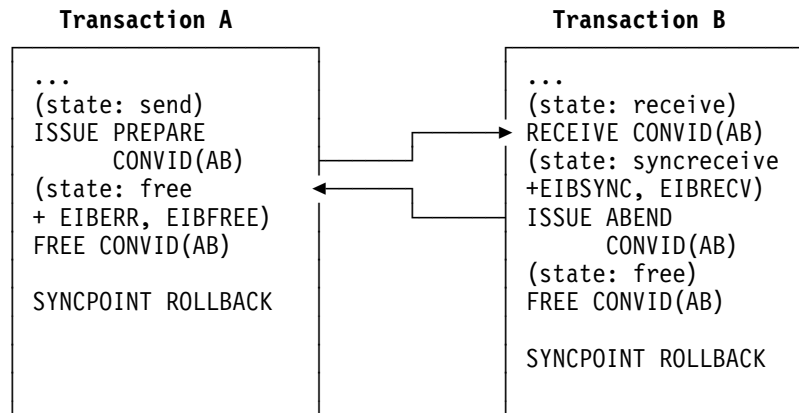 Transaction A
...
(state: send)
ISSUE PREPARE
CONVID(AB)
(state: free
+ EIBERR, EIBFREE)
FREE CONVID(AB)
SYNCPOINT ROLLBACK
Transaction B
...
(state: receive)
RECEIVE CONVID(AB)
(state: syncreceive
+EIBSYNC, EIBRECV)
ISSUE ABEND
CONVID(AB)
(state: free)
FREE CONVID(AB)
SYNCPOINT ROLLBACK